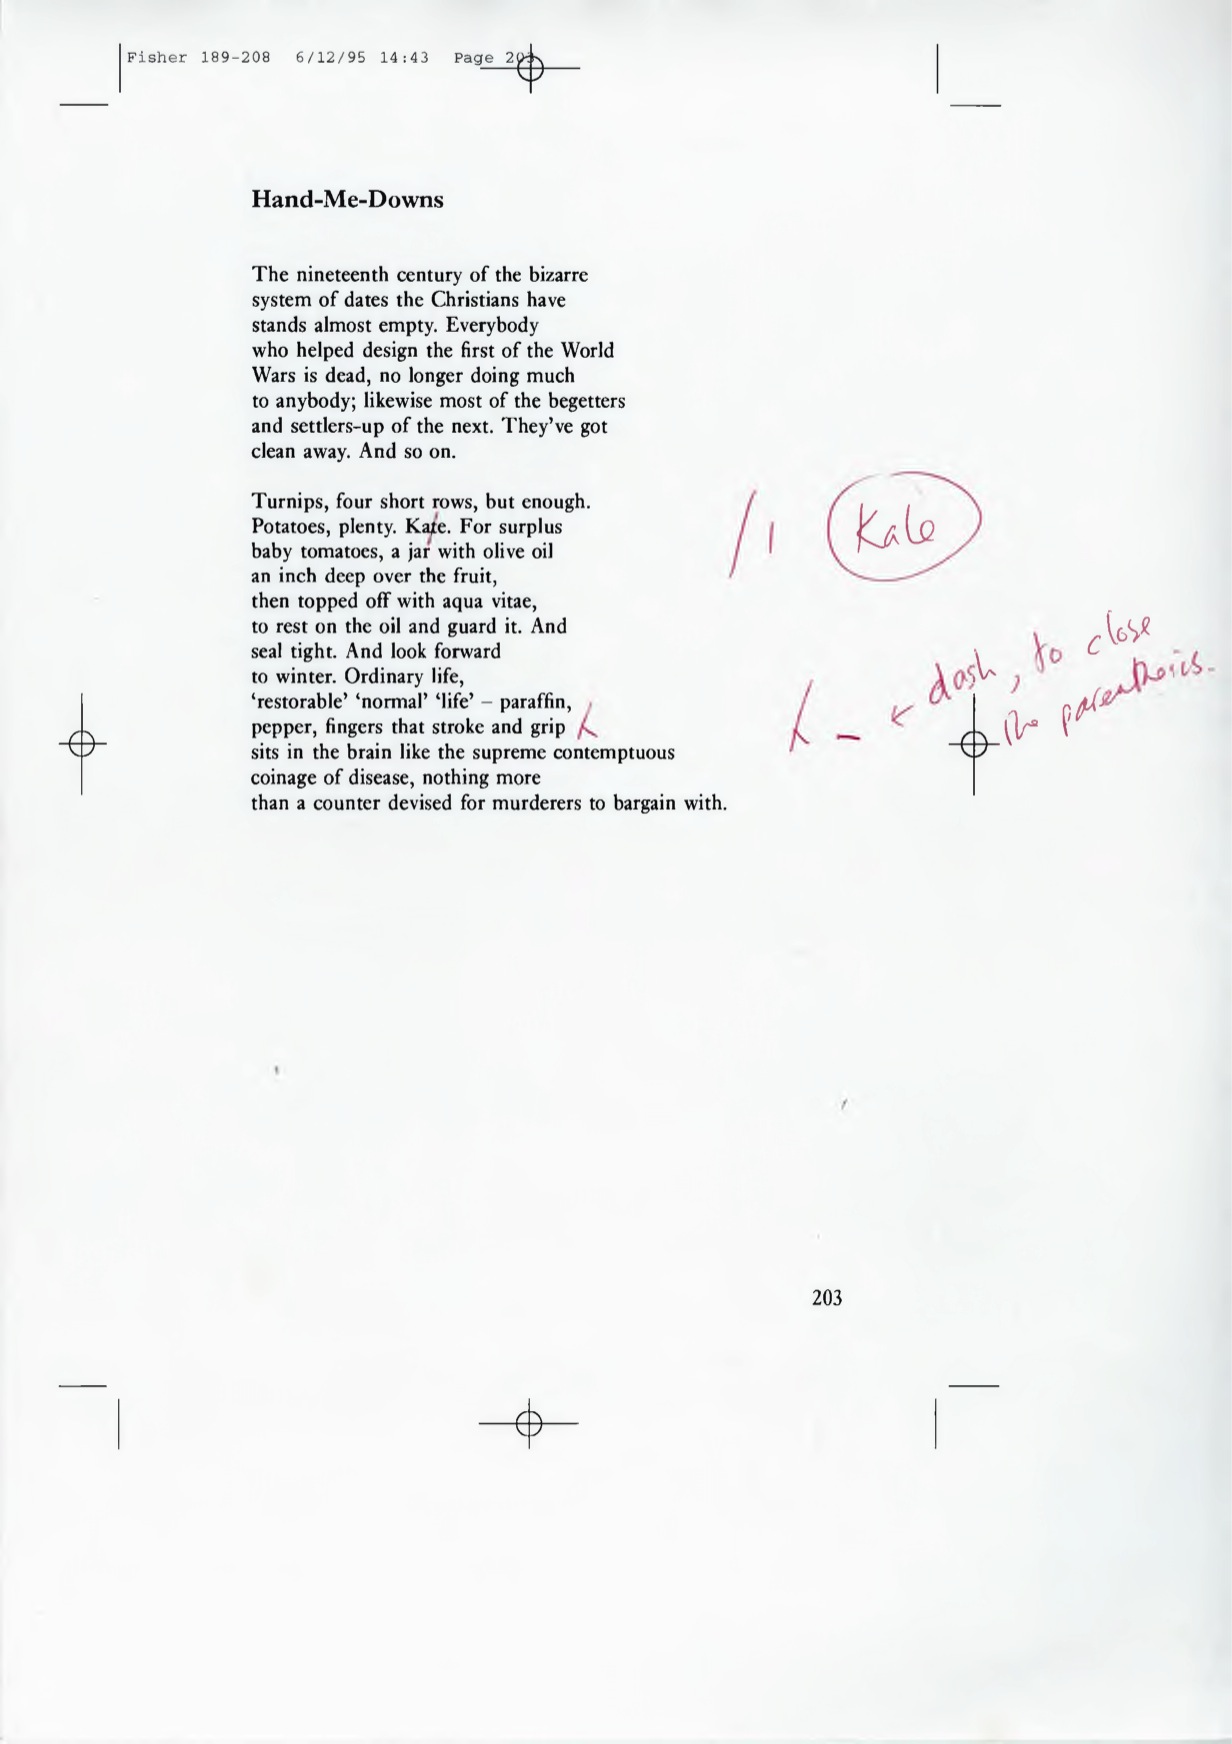 Fisher 189-208 6/12/95 14:43 Page 203
Hand-Me-Downs
The nineteenth century of the bizarre
system of dates the Christians have
stands almost empty. Everybody
who helped design the first of the World
Wars is dead, no longer doing much
to anybody; likewise most of the begetters
and settlers-up of the next. They’ve got
clean away. And so on.
Turnips, four short rows, but enough.
Potatoes, plenty. Kate. For surplus
/ l Kale
baby tomatoes, a jar with olive oil
an inch deep over the fruit,
then topped off with aqua vitae,
to rest on the oil and guard it. And
seal tight. And look forward
to winter. Ordinary life,
‘restorable’ ‘normal’ ‘life’ – paraffin,
pepper, fingers that stroke and grip
– ← dash, to close
the parenthesis.
sits in the brain like the supreme contemptuous
coinage of disease, nothing more
than a counter devised for murderers to bargain with.
203